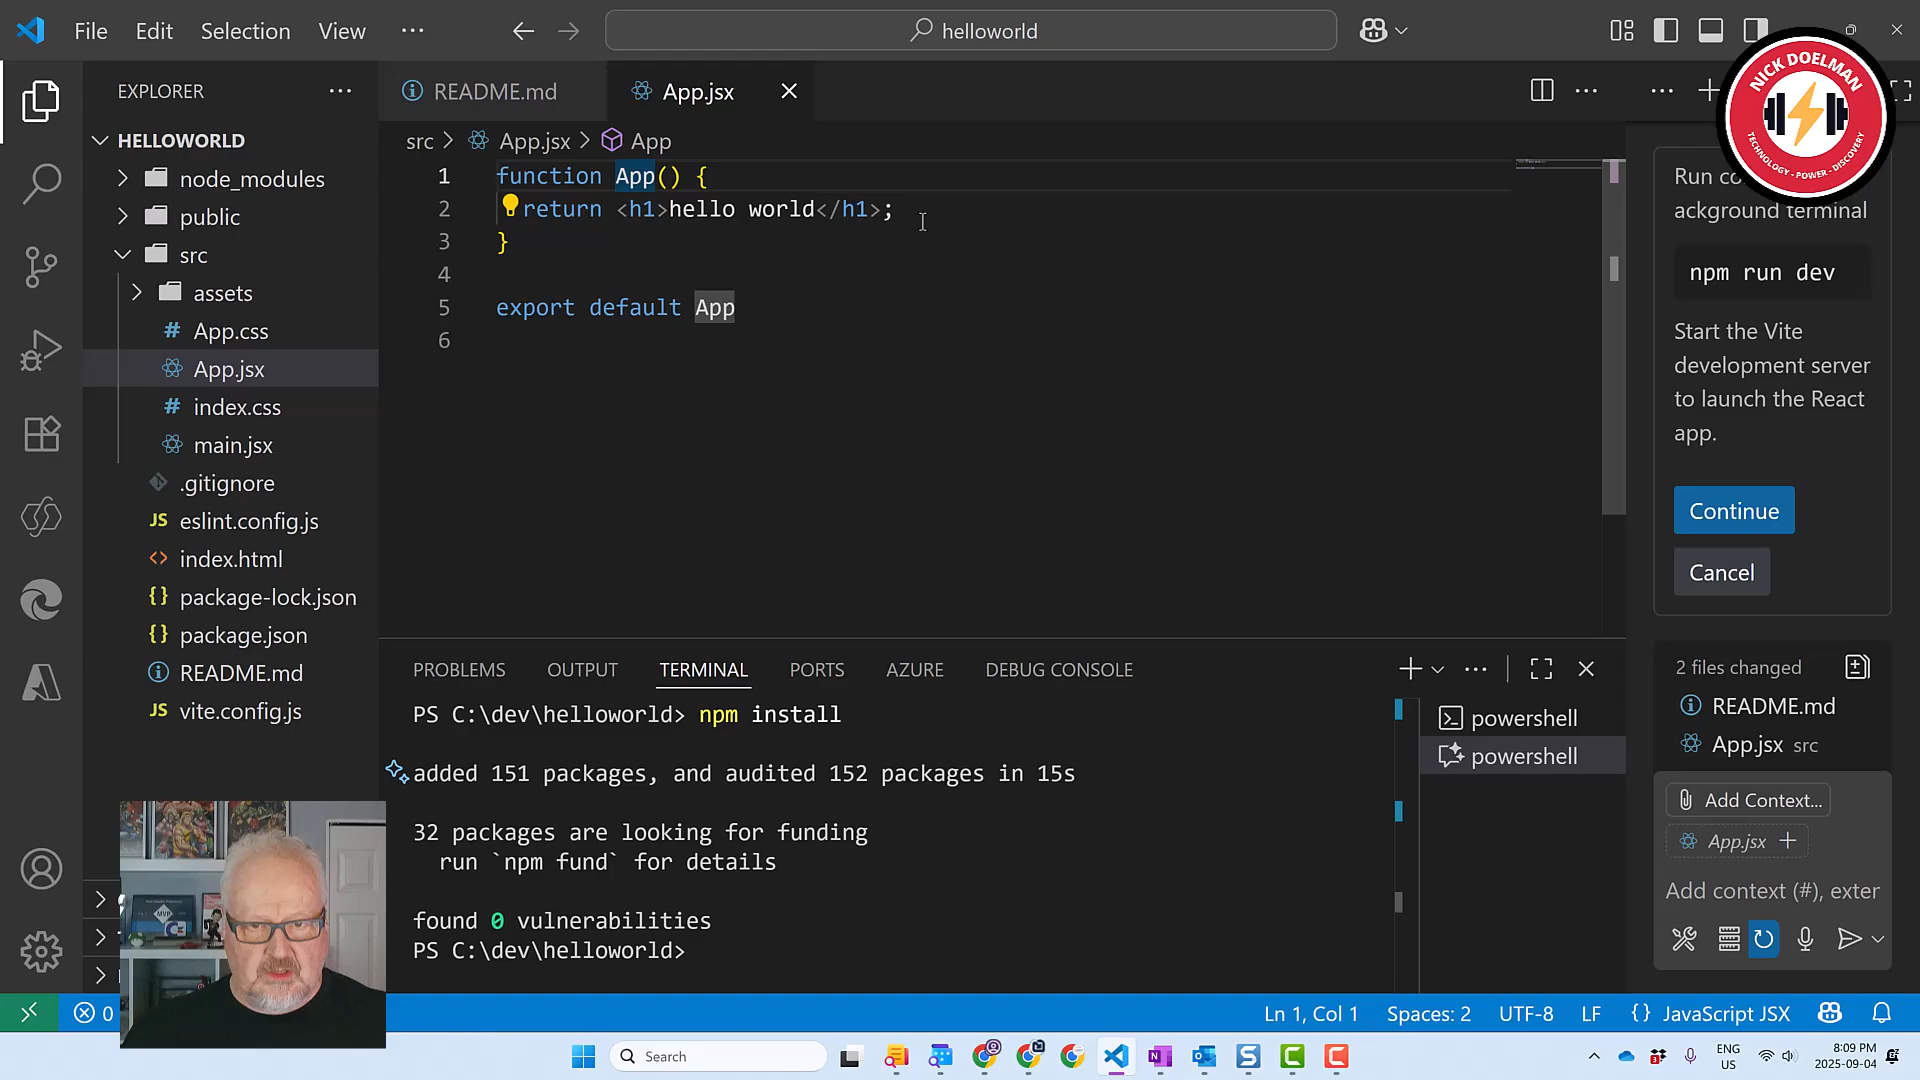 File Edit Selection View ··· helloworld
NICK DOELMAN
TECHNOLOGY - POWER - DISCOVERY
EXPLORER
README.md
App.jsx
HELLOWORLD
node_modules
public
src
assets
# App.css
App.jsx
# index.css
main.jsx
.gitignore
JS eslint.config.js
<> index.html
{} package-lock.json
{} package.json
README.md
JS vite.config.js
src > App.jsx > App
1 function App() {
2 return <h1>hello world</h1>;
3 }
4
5 export default App
6
PROBLEMS OUTPUT TERMINAL PORTS AZURE DEBUG CONSOLE
PS C:\dev\helloworld> npm install
added 151 packages, and audited 152 packages in 15s
32 packages are looking for funding
run `npm fund` for details
found 0 vulnerabilities
PS C:\dev\helloworld>
powershell
powershell
Run co
ackground terminal
npm run dev
Start the Vite
development server
to launch the React
app.
Continue
Cancel
2 files changed
README.md
App.jsx src
Add Context...
App.jsx +
Add context (#), exter
MVP
0
Ln 1, Col 1 Spaces: 2 UTF-8 LF {} JavaScript JSX
Search
ENG
US
8:09 PM
2025-09-04